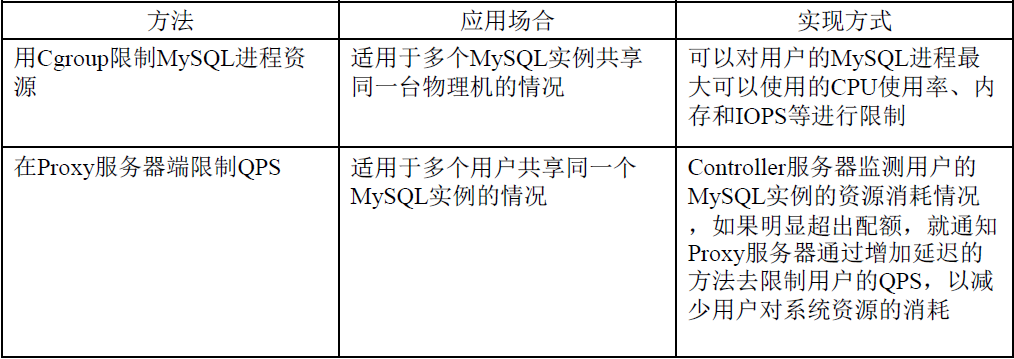 方法
应用场合
实现方式
用Cgroup限制MySQL进程资
源
适用于多个MySQL实例共享
同一台物理机的情况
可以对用户的MySQL进程最
大可以使用的CPU使用率、内
存和IOPS等进行限制
在Proxy服务器端限制QPS
适用于多个用户共享同一个
MySQL实例的情况
Controller服务器监测用户的
MySQL实例的资源消耗情况
，如果明显超出配额，就通知
Proxy服务器通过增加延迟的
方法去限制用户的QPS，以减
少用户对系统资源的消耗